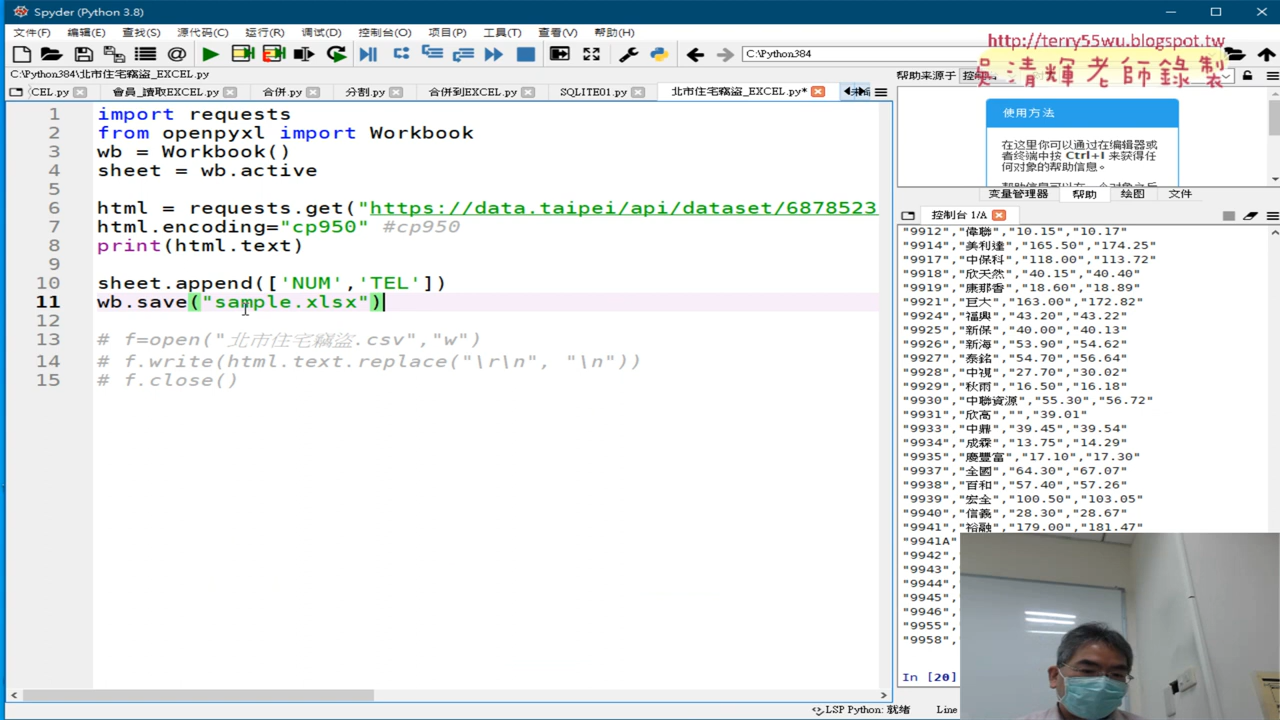 Spyder (Python 3.8)
文件(F) 编辑(E) 查找(S) 源代码(C) 运行(R) 调试(D) 控制台(O) 项目(P) 工具(T) 查看(V) 帮助(H)
http://terry55wu.blogspot.tw
吳清輝老師錄製
C:\Python384
C:\Python384\北市住宅竊盜_EXCEL.py
帮助来源于
CEL.py 會員_讀取EXCEL.py 合併.py 分割.py 合併到EXCEL.py SQLITE01.py 北市住宅竊盜_EXCEL.py*
1 import requests
2 from openpyxl import Workbook
3 wb = Workbook()
4 sheet = wb.active
5
6 html = requests.get("https://data.taipei/api/dataset/6878523
7 html.encoding="cp950" #cp950
8 print(html.text)
9
10 sheet.append(['NUM','TEL'])
11 wb.save("sample.xlsx")
12
13 # f=open("北市住宅竊盜.csv","w")
14 # f.write(html.text.replace("\r\n", "\n"))
15 # f.close()
使用方法
在这里你可以通过在编辑器或
者终端中按 Ctrl+I 来获得任
何对象的帮助信息。
变量管理器 帮助 绘图 文件
控制台 1/A
"9912","偉聯","10.15","10.17"
"9914","美利達","165.50","174.25"
"9917","中保科","118.00","113.72"
"9918","欣天然","40.15","40.40"
"9919","康那香","18.60","18.89"
"9921","巨大","163.00","172.82"
"9924","福興","43.20","43.22"
"9925","新保","40.00","40.13"
"9926","新海","53.90","54.62"
"9927","泰銘","54.70","56.64"
"9928","中視","27.70","30.02"
"9929","秋雨","16.50","16.18"
"9930","中聯資源","55.30","56.72"
"9931","欣高","","39.01"
"9933","中鼎","39.45","39.54"
"9934","成霖","13.75","14.29"
"9935","慶豐富","17.10","17.30"
"9937","全國","64.30","67.07"
"9938","百和","57.40","57.26"
"9939","宏全","100.50","103.05"
"9940","信義","28.30","28.67"
"9941","裕融","179.00","181.47"
"9941A"
"9942",
"9943",
"9944",
"9945",
"9946",
"9955",
"9958",
In [20]
LSP Python: 就绪 Line